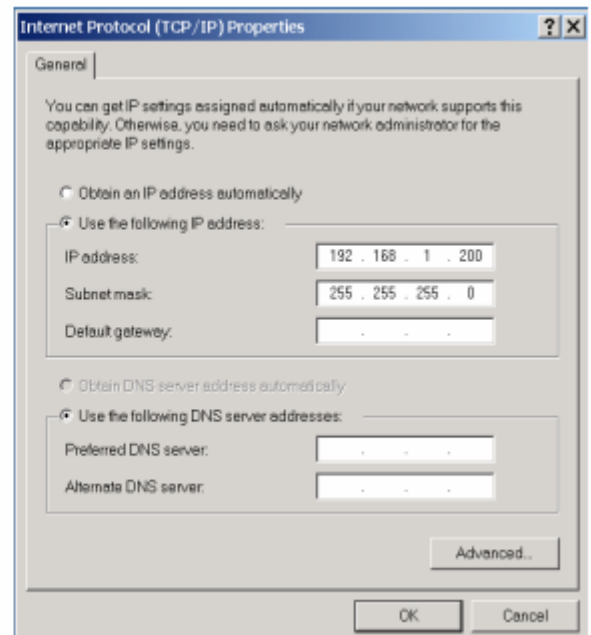 Internet Protocol (TCP/IP) Properties
General
You can get IP settings assigned automatically if your network supports this
capability. Otherwise, you need to ask your network administrator for the
appropriate IP settings.
Obtain an IP address automatically
Use the following IP address:
IP address: 192 . 168 . 1 . 200
Subnet mask: 255 . 255 . 255 . 0
Default gateway: . . .
Obtain DNS server address automatically
Use the following DNS server addresses:
Preferred DNS server: . . .
Alternate DNS server: . . .
Advanced...
OK Cancel